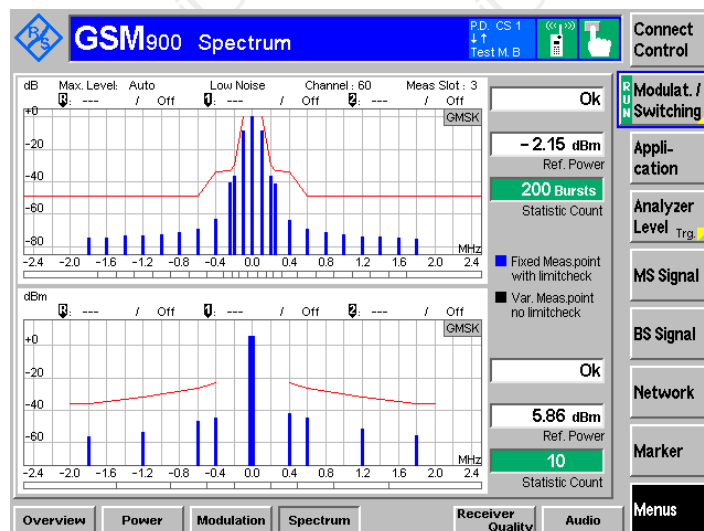 R&S GSM900 Spectrum
P.D. CS 1
Test M. B
Connect Control
RUN Modulat. / Switching
Appli-cation
Analyzer Level Trg.
MS Signal
BS Signal
Network
Marker
Menus
dB Max. Level: Auto Low Noise Channel : 60 Meas Slot : 3
R: --- / Off 1: --- / Off 2: --- / Off
GMSK
+0
-20
-40
-60
-80
MHz
-2.4 -2.0 -1.6 -1.2 -0.8 -0.4 0.0 0.4 0.8 1.2 1.6 2.0 2.4
Ok
- 2.15 dBm
Ref. Power
200 Bursts
Statistic Count
Fixed Meas.point
with limitcheck
Var. Meas.point
no limitcheck
dBm
R: --- / Off 1: --- / Off 2: --- / Off
GMSK
+0
-20
-40
-60
MHz
-2.4 -2.0 -1.6 -1.2 -0.8 -0.4 0.0 0.4 0.8 1.2 1.6 2.0 2.4
Ok
5.86 dBm
Ref. Power
10
Statistic Count
Overview Power Modulation Spectrum Receiver Quality Audio